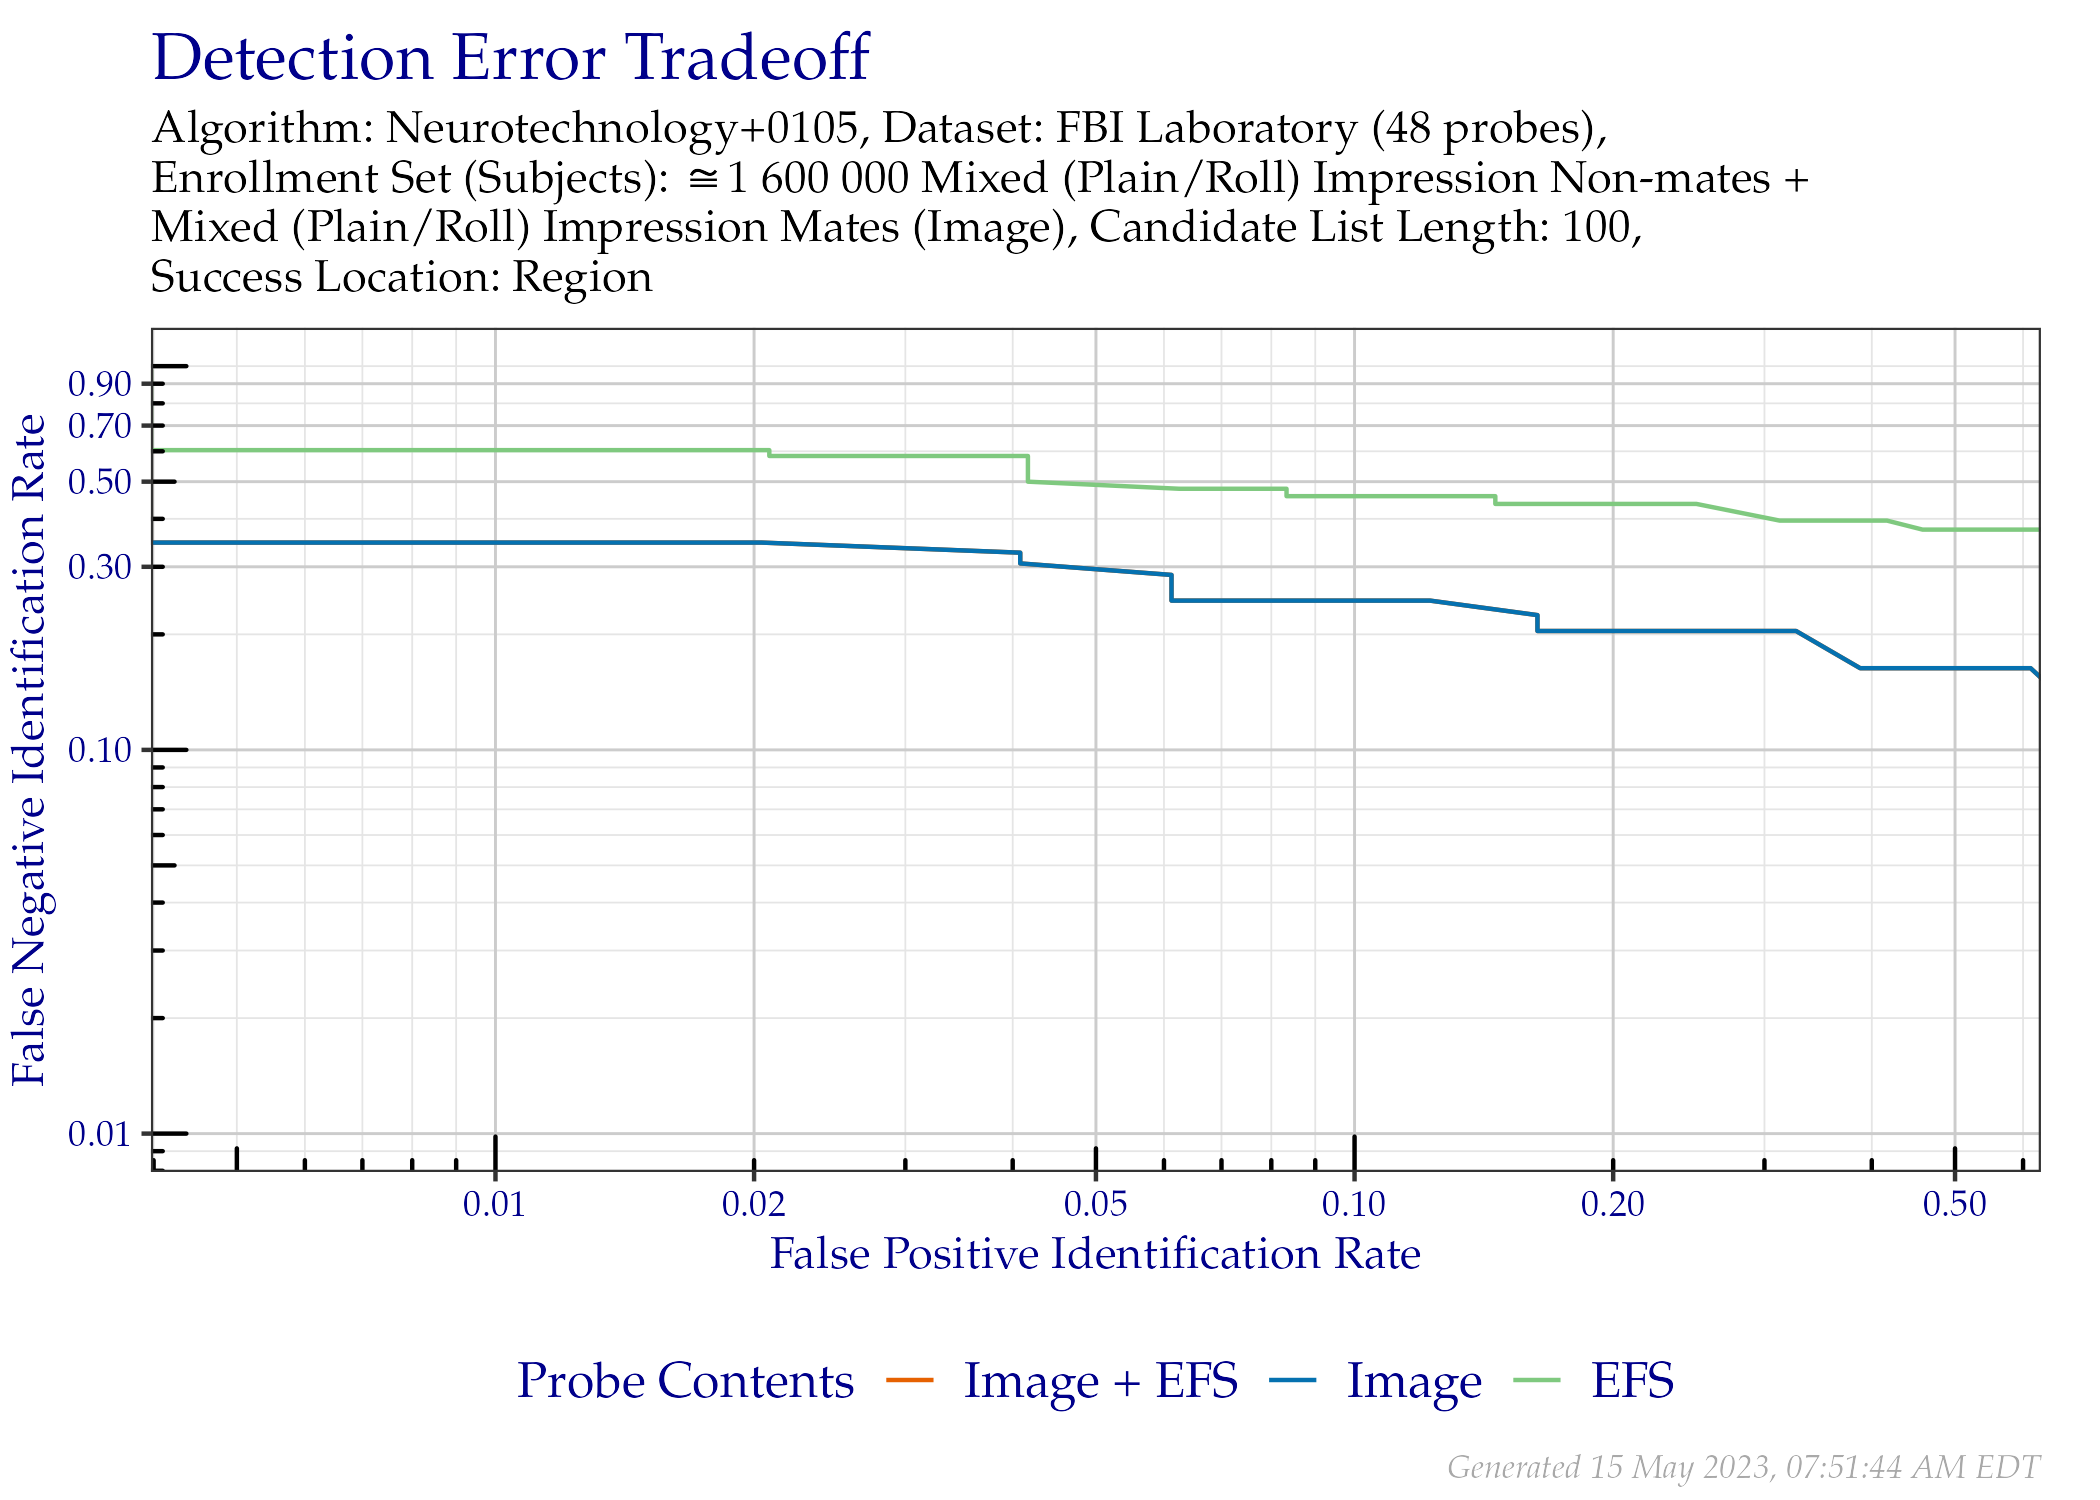 Detection Error Tradeoff
Algorithm: Neurotechnology+0105, Dataset: FBI Laboratory (48 probes),
Enrollment Set (Subjects): ≅1 600 000 Mixed (Plain/Roll) Impression Non-mates +
Mixed (Plain/Roll) Impression Mates (Image), Candidate List Length: 100,
Success Location: Region
False Negative Identification Rate
0.90
0.70
0.50
0.30
0.10
0.01
0.01 0.02 0.05 0.10 0.20 0.50
False Positive Identification Rate
Probe Contents Image + EFS Image EFS
Generated 15 May 2023, 07:51:44 AM EDT